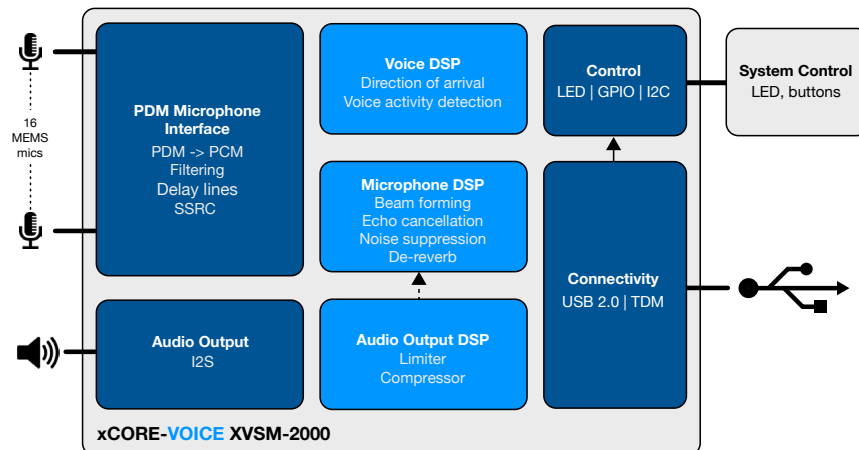 16
MEMS
mics
PDM Microphone
Interface
PDM -> PCM
Filtering
Delay lines
SSRC
Voice DSP
Direction of arrival
Voice activity detection
Control
LED | GPIO | I2C
System Control
LED, buttons
Microphone DSP
Beam forming
Echo cancellation
Noise suppression
De-reverb
Connectivity
USB 2.0 | TDM
Audio Output
I2S
Audio Output DSP
Limiter
Compressor
xCORE-VOICE XVSM-2000